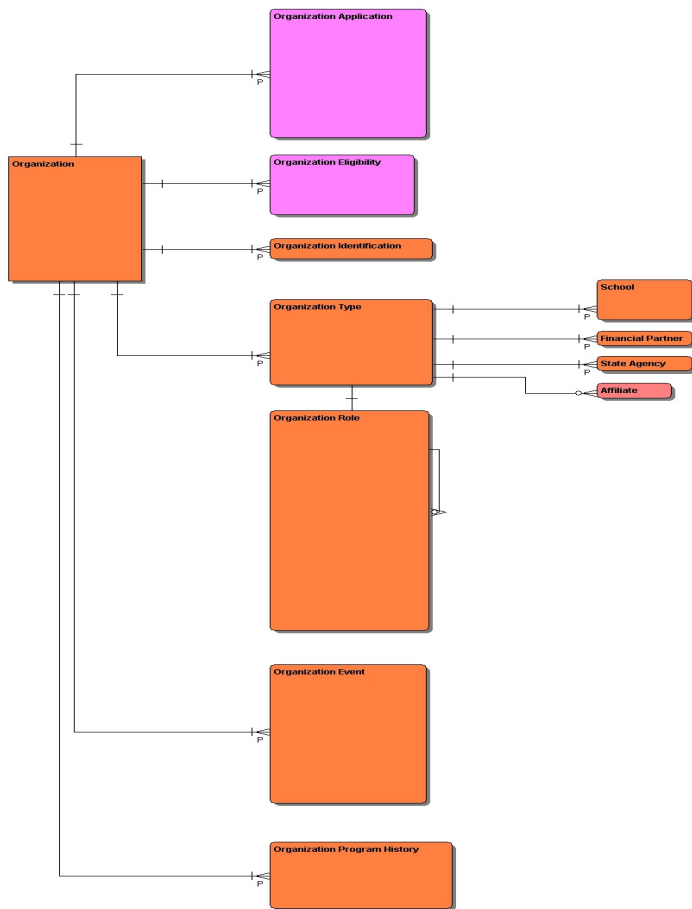 Organization Application
P
Organization
Organization Eligibility
P
Organization Identification
P
Organization Type
P
School
P
Financial Partner
P
State Agency
P
Affiliate
Organization Role
Organization Event
P
Organization Program History
P